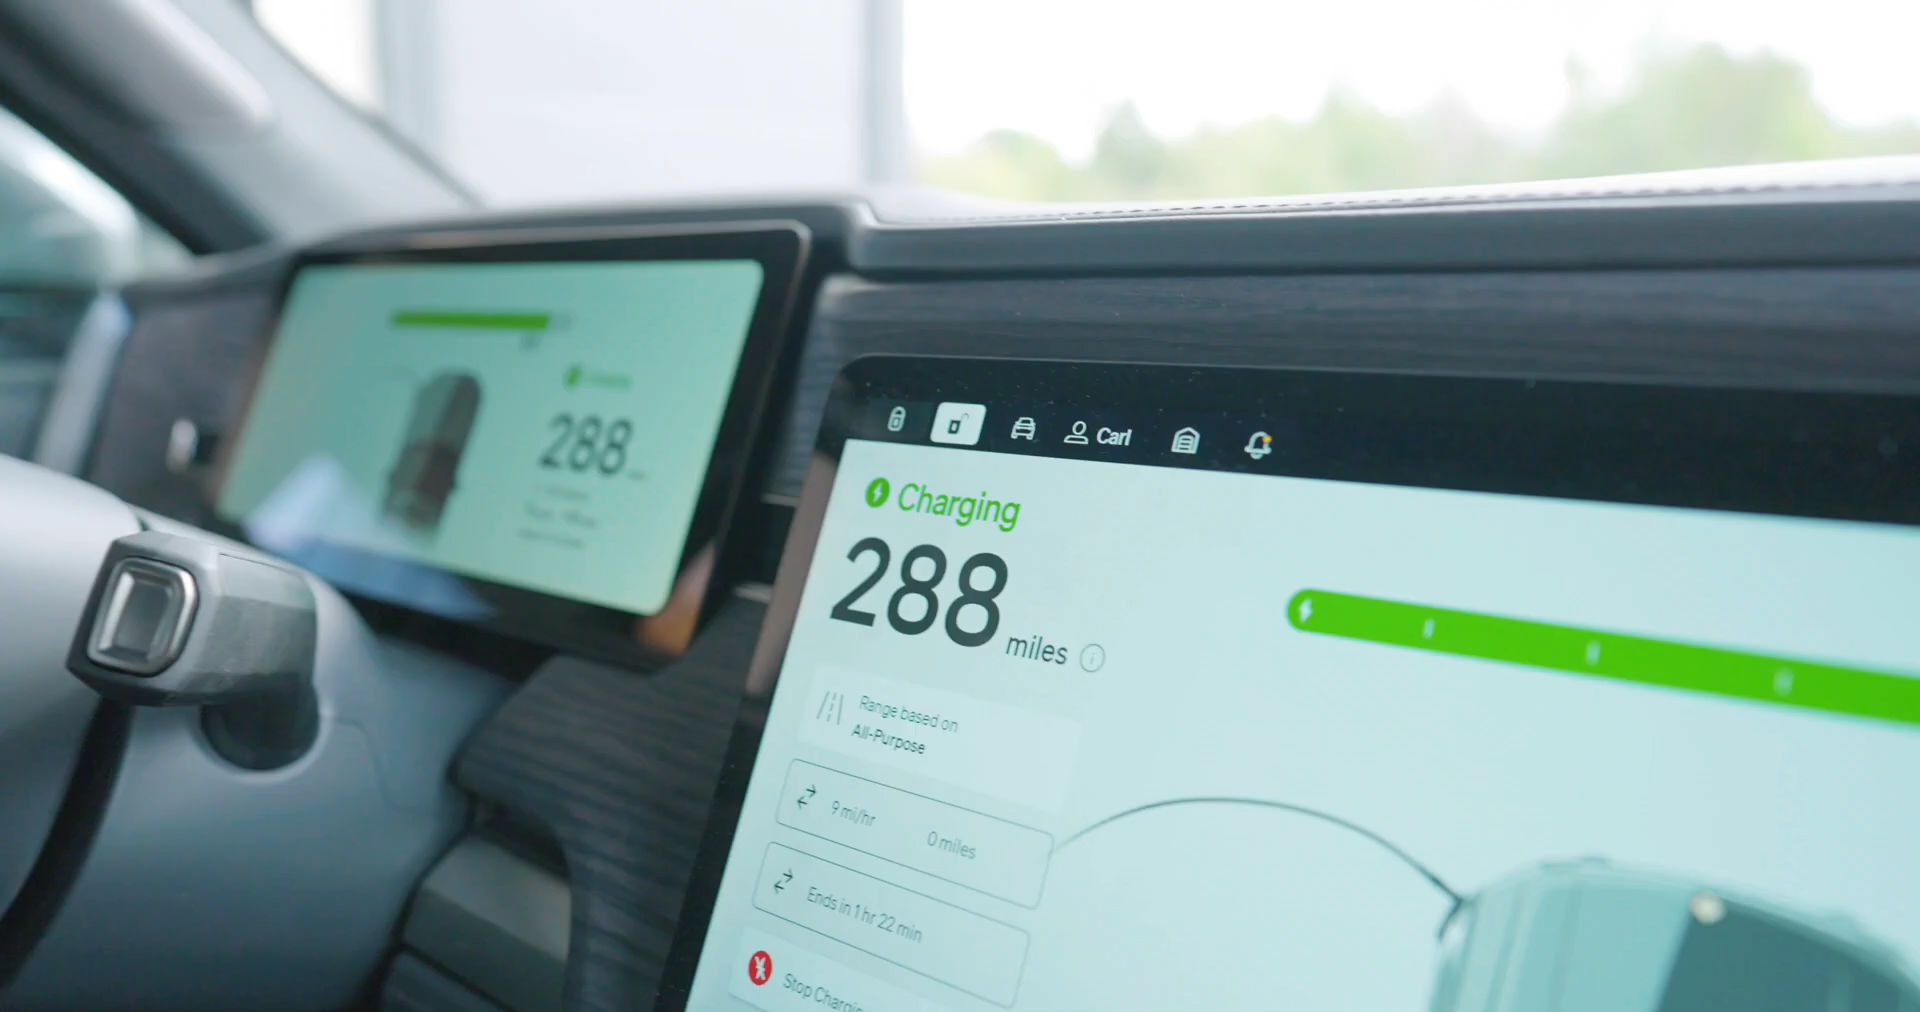 288
Carl
Charging
288 miles
Range based on
All-Purpose
9 mi/hr 0 miles
Ends in 1 hr 22 min
Stop